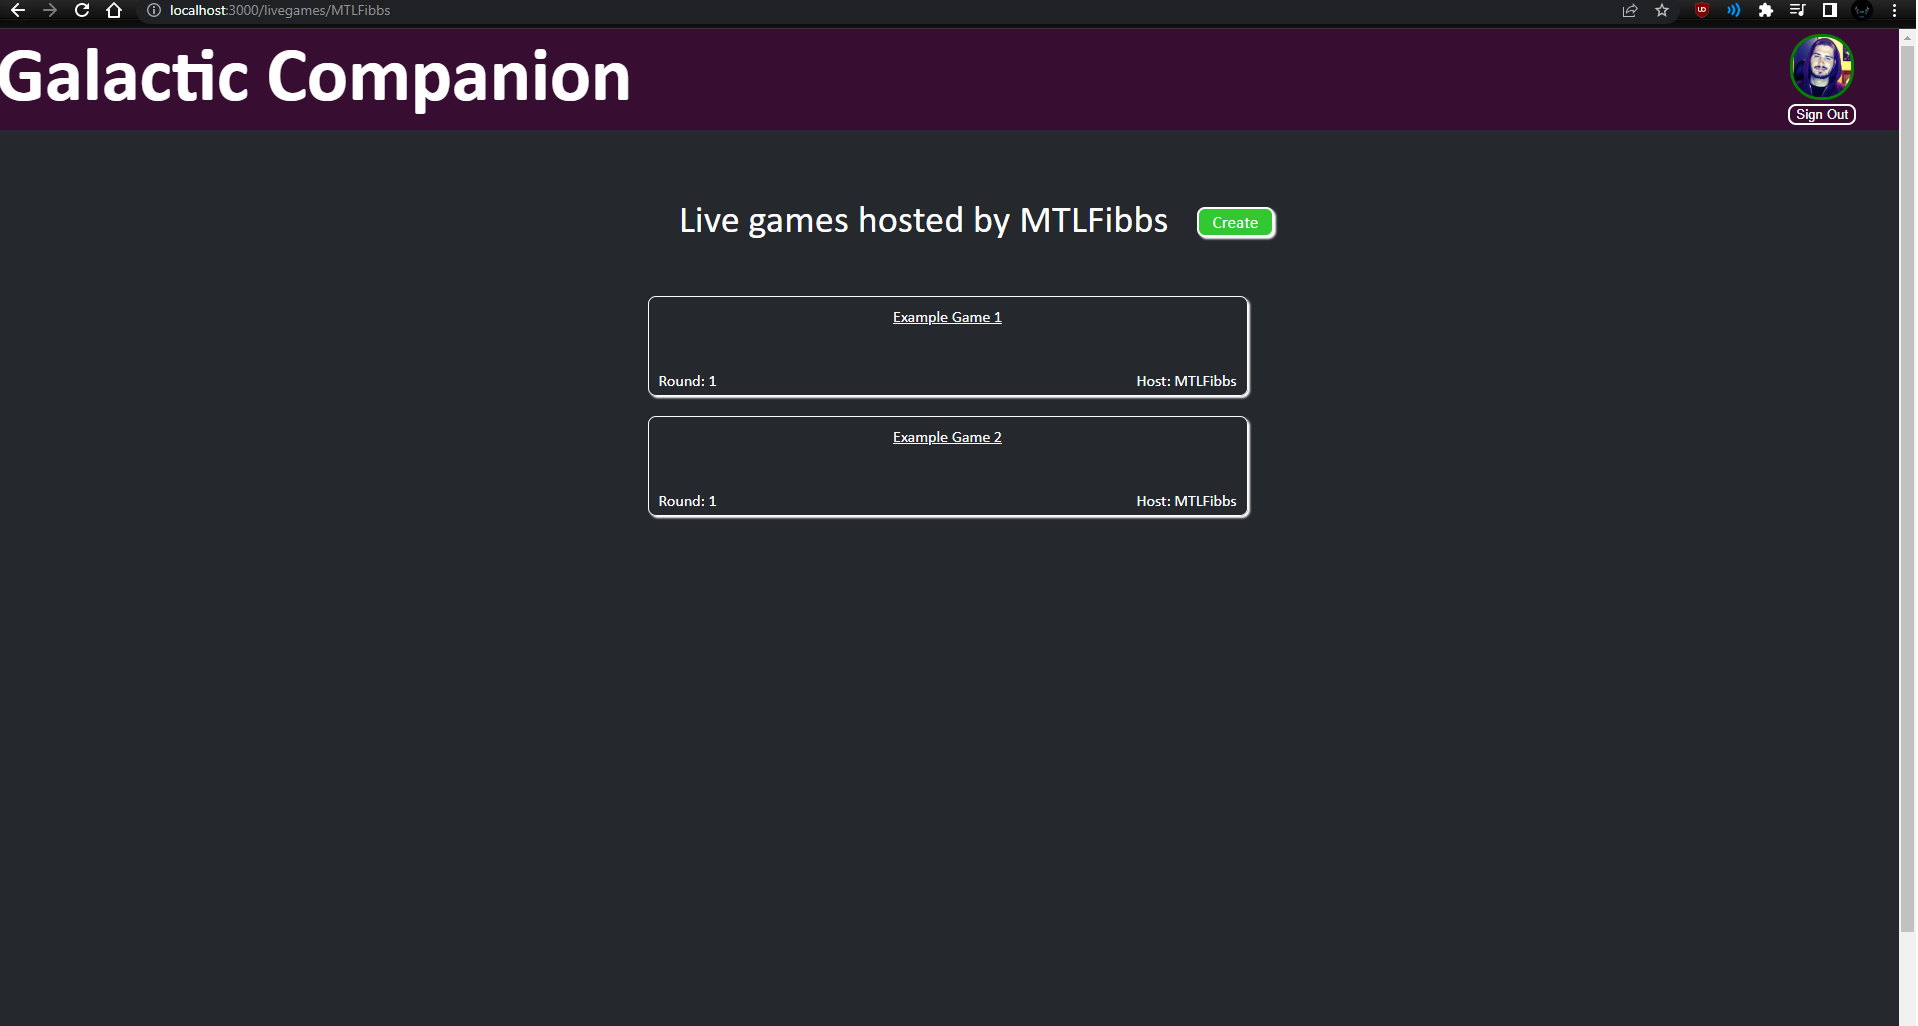 localhost:3000/livegames/MTLFibbs
Galactic Companion
Sign Out
Live games hosted by MTLFibbs
Create
Example Game 1
Round: 1
Host: MTLFibbs
Example Game 2
Round: 1
Host: MTLFibbs